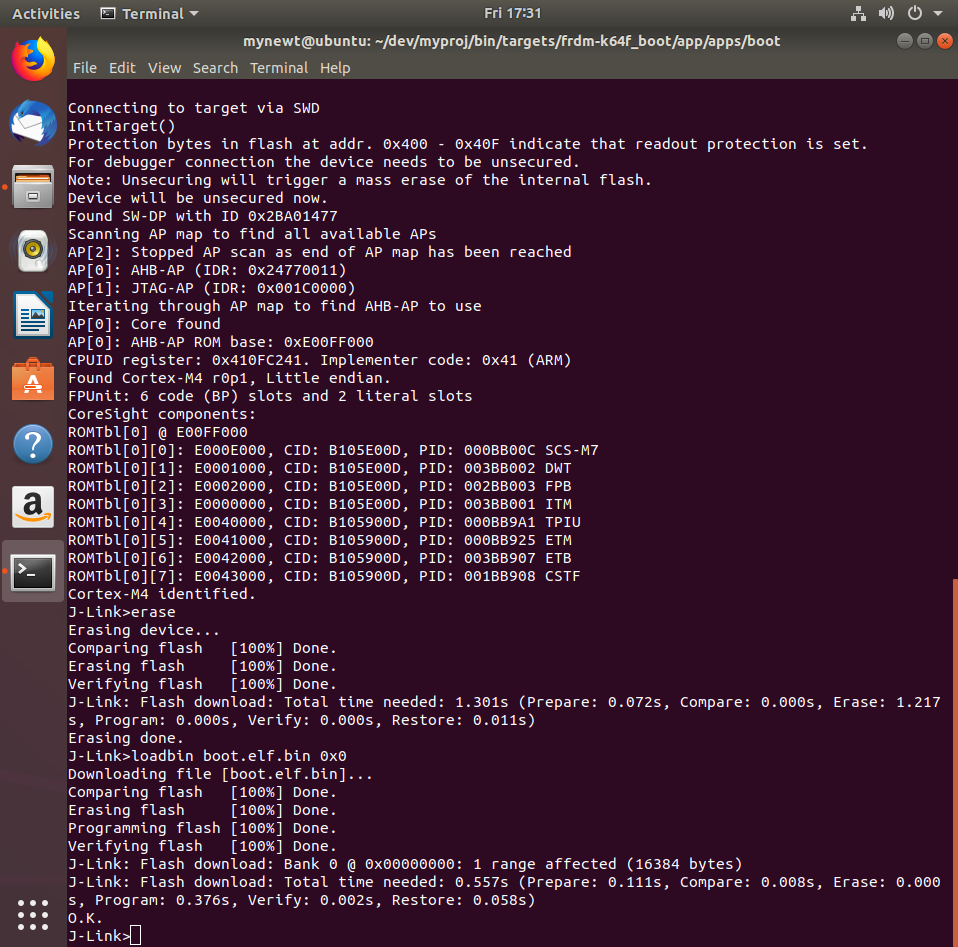 Activities
Terminal
Fri 17:31
mynewt@ubuntu: ~/dev/myproj/bin/targets/frdm-k64f_boot/app/apps/boot
File Edit View Search Terminal Help
Connecting to target via SWD
InitTarget()
Protection bytes in flash at addr. 0x400 - 0x40F indicate that readout protection is set.
For debugger connection the device needs to be unsecured.
Note: Unsecuring will trigger a mass erase of the internal flash.
Device will be unsecured now.
Found SW-DP with ID 0x2BA01477
Scanning AP map to find all available APs
AP[2]: Stopped AP scan as end of AP map has been reached
AP[0]: AHB-AP (IDR: 0x24770011)
AP[1]: JTAG-AP (IDR: 0x001C0000)
Iterating through AP map to find AHB-AP to use
AP[0]: Core found
AP[0]: AHB-AP ROM base: 0xE00FF000
CPUID register: 0x410FC241. Implementer code: 0x41 (ARM)
Found Cortex-M4 r0p1, Little endian.
FPUnit: 6 code (BP) slots and 2 literal slots
CoreSight components:
ROMTbl[0] @ E00FF000
ROMTbl[0][0]: E000E000, CID: B105E00D, PID: 000BB00C SCS-M7
ROMTbl[0][1]: E0001000, CID: B105E00D, PID: 003BB002 DWT
ROMTbl[0][2]: E0002000, CID: B105E00D, PID: 002BB003 FPB
ROMTbl[0][3]: E0000000, CID: B105E00D, PID: 003BB001 ITM
ROMTbl[0][4]: E0040000, CID: B105900D, PID: 000BB9A1 TPIU
ROMTbl[0][5]: E0041000, CID: B105900D, PID: 000BB925 ETM
ROMTbl[0][6]: E0042000, CID: B105900D, PID: 003BB907 ETB
ROMTbl[0][7]: E0043000, CID: B105900D, PID: 001BB908 CSTF
Cortex-M4 identified.
J-Link>erase
Erasing device...
Comparing flash   [100%] Done.
Erasing flash     [100%] Done.
Verifying flash   [100%] Done.
J-Link: Flash download: Total time needed: 1.301s (Prepare: 0.072s, Compare: 0.000s, Erase: 1.217
s, Program: 0.000s, Verify: 0.000s, Restore: 0.011s)
Erasing done.
J-Link>loadbin boot.elf.bin 0x0
Downloading file [boot.elf.bin]...
Comparing flash   [100%] Done.
Erasing flash     [100%] Done.
Programming flash [100%] Done.
Verifying flash   [100%] Done.
J-Link: Flash download: Bank 0 @ 0x00000000: 1 range affected (16384 bytes)
J-Link: Flash download: Total time needed: 0.557s (Prepare: 0.111s, Compare: 0.008s, Erase: 0.000
s, Program: 0.376s, Verify: 0.002s, Restore: 0.058s)
O.K.
J-Link>